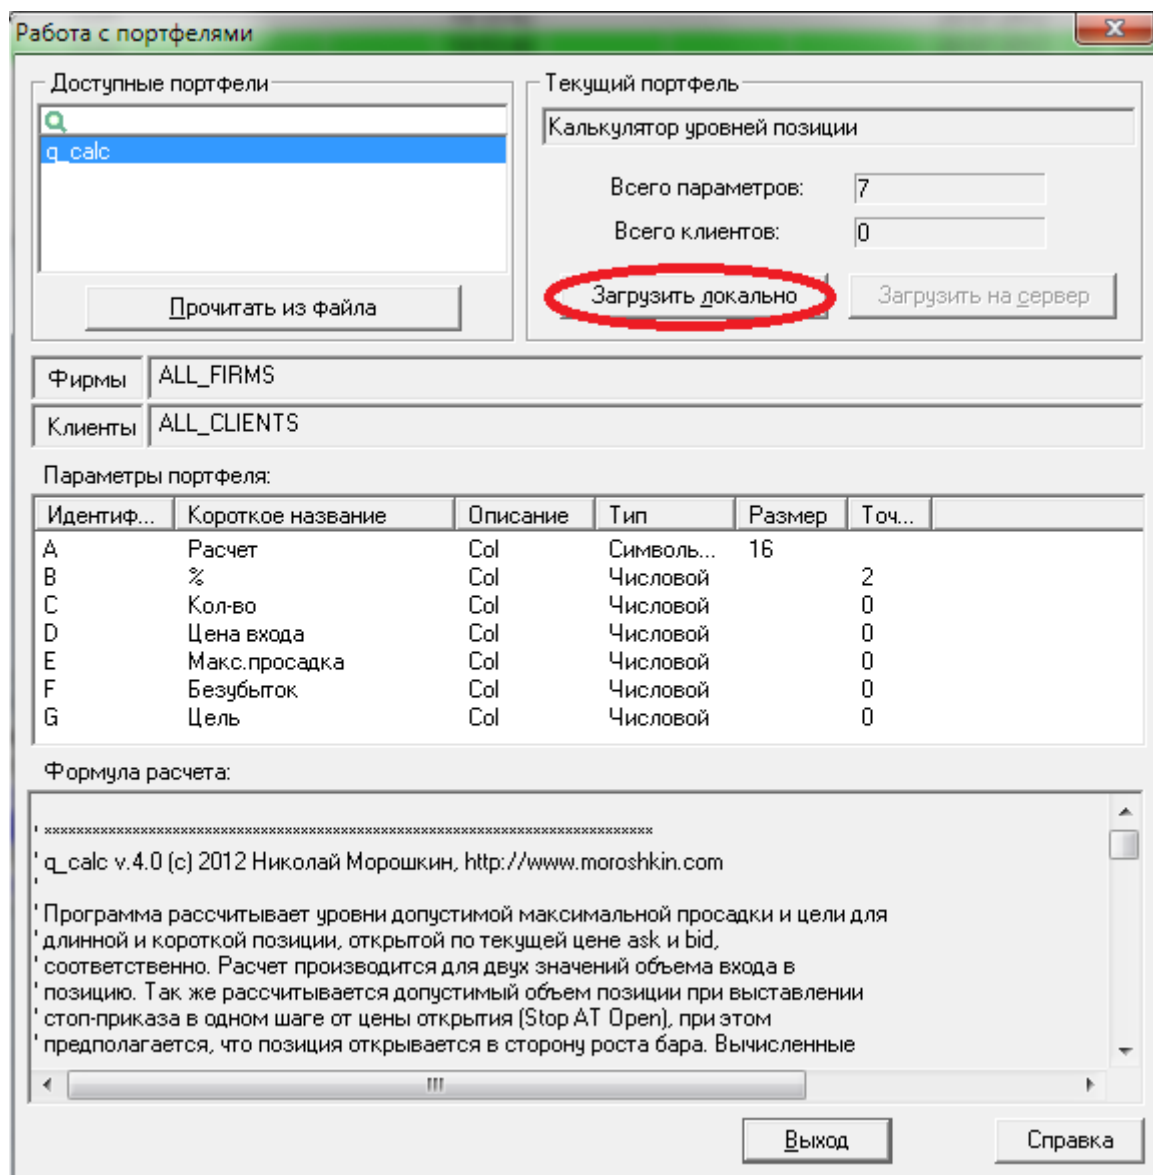 Работа с портфелями
Доступные портфели
q_calc
Прочитать из файла
Текущий портфель
Калькулятор уровней позиции
Всего параметров: 7
Всего клиентов: 0
Загрузить локально
Загрузить на сервер
Фирмы ALL_FIRMS
Клиенты ALL_CLIENTS
Параметры портфеля:
Идентиф... Короткое название Описание Тип Размер Точ...
A Расчет Col Символь... 16
B % Col Числовой 2
C Кол-во Col Числовой 0
D Цена входа Col Числовой 0
E Макс.просадка Col Числовой 0
F Безубыток Col Числовой 0
G Цель Col Числовой 0
Формула расчета:
' ****************************************************************************
' q_calc v.4.0 (c) 2012 Николай Морошкин, http://www.moroshkin.com
'
' Программа рассчитывает уровни допустимой максимальной просадки и цели для
' длинной и короткой позиции, открытой по текущей цене ask и bid,
' соответственно. Расчет производится для двух значений объема входа в
' позицию. Так же рассчитывается допустимый объем позиции при выставлении
' стоп-приказа в одном шаге от цены открытия (Stop AT Open), при этом
' предполагается, что позиция открывается в сторону роста бара. Вычисленные
Выход
Справка